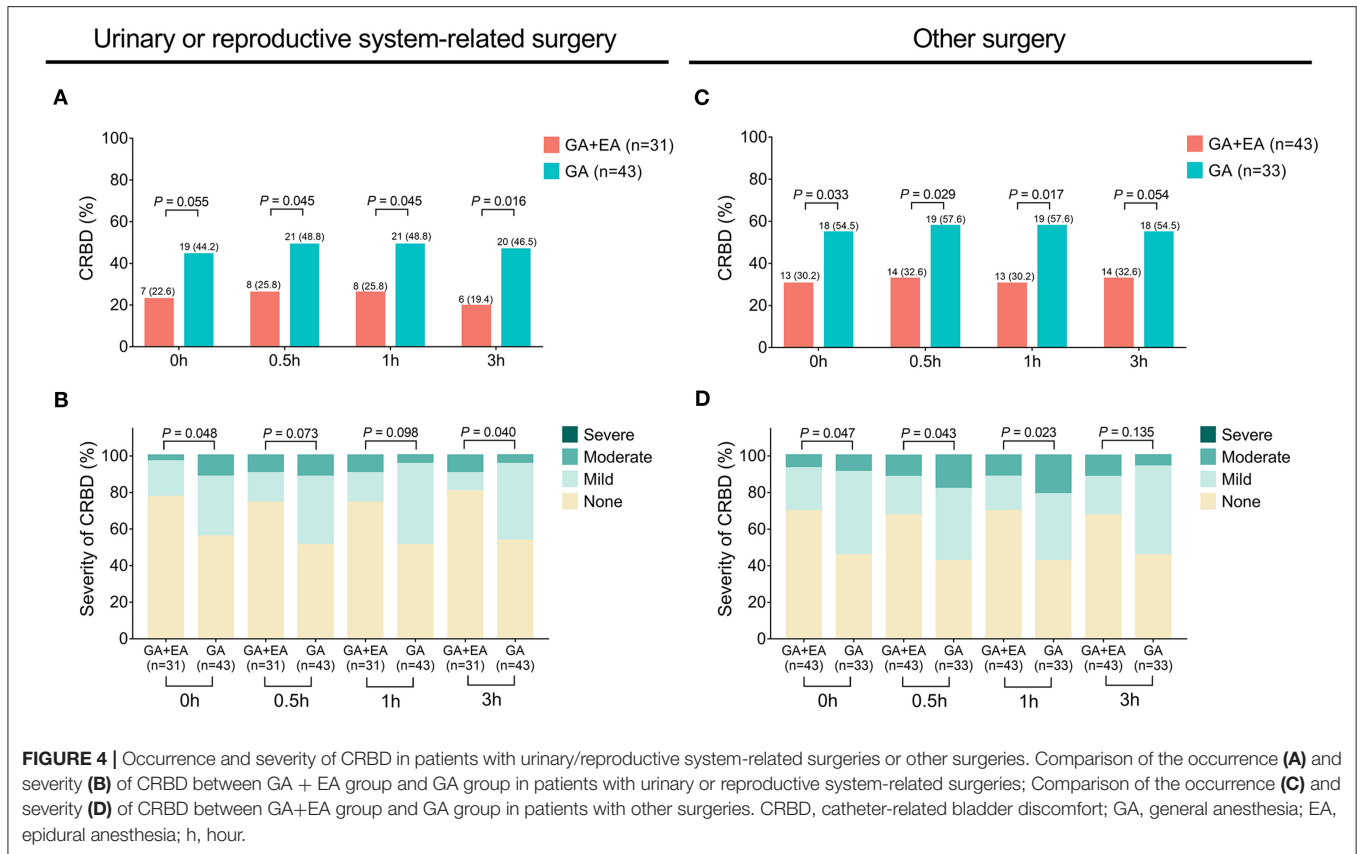 Urinary or reproductive system-related surgery
Other surgery
A
CRBD (%)
100
80
60
40
20
0
GA+EA (n=31)
GA (n=43)
P = 0.055
P = 0.045
P = 0.045
P = 0.016
7 (22.6)
19 (44.2)
8 (25.8)
21 (48.8)
8 (25.8)
21 (48.8)
6 (19.4)
20 (46.5)
0h
0.5h
1h
3h
C
CRBD (%)
100
80
60
40
20
0
GA+EA (n=43)
GA (n=33)
P = 0.033
P = 0.029
P = 0.017
P = 0.054
13 (30.2)
18 (54.5)
14 (32.6)
19 (57.6)
13 (30.2)
19 (57.6)
14 (32.6)
18 (54.5)
0h
0.5h
1h
3h
B
Severity of CRBD (%)
100
80
60
40
20
0
P = 0.048
P = 0.073
P = 0.098
P = 0.040
Severe
Moderate
Mild
None
GA+EA GA GA+EA GA GA+EA GA GA+EA GA
(n=31) (n=43) (n=31) (n=43) (n=31) (n=43) (n=31) (n=43)
0h
0.5h
1h
3h
D
Severity of CRBD (%)
100
80
60
40
20
0
P = 0.047
P = 0.043
P = 0.023
P = 0.135
Severe
Moderate
Mild
None
GA+EA GA GA+EA GA GA+EA GA GA+EA GA
(n=43) (n=33) (n=43) (n=33) (n=43) (n=33) (n=43) (n=33)
0h
0.5h
1h
3h
FIGURE 4 | Occurrence and severity of CRBD in patients with urinary/reproductive system-related surgeries or other surgeries. Comparison of the occurrence (A) and
severity (B) of CRBD between GA + EA group and GA group in patients with urinary or reproductive system-related surgeries; Comparison of the occurrence (C) and
severity (D) of CRBD between GA+EA group and GA group in patients with other surgeries. CRBD, catheter-related bladder discomfort; GA, general anesthesia; EA,
epidural anesthesia; h, hour.